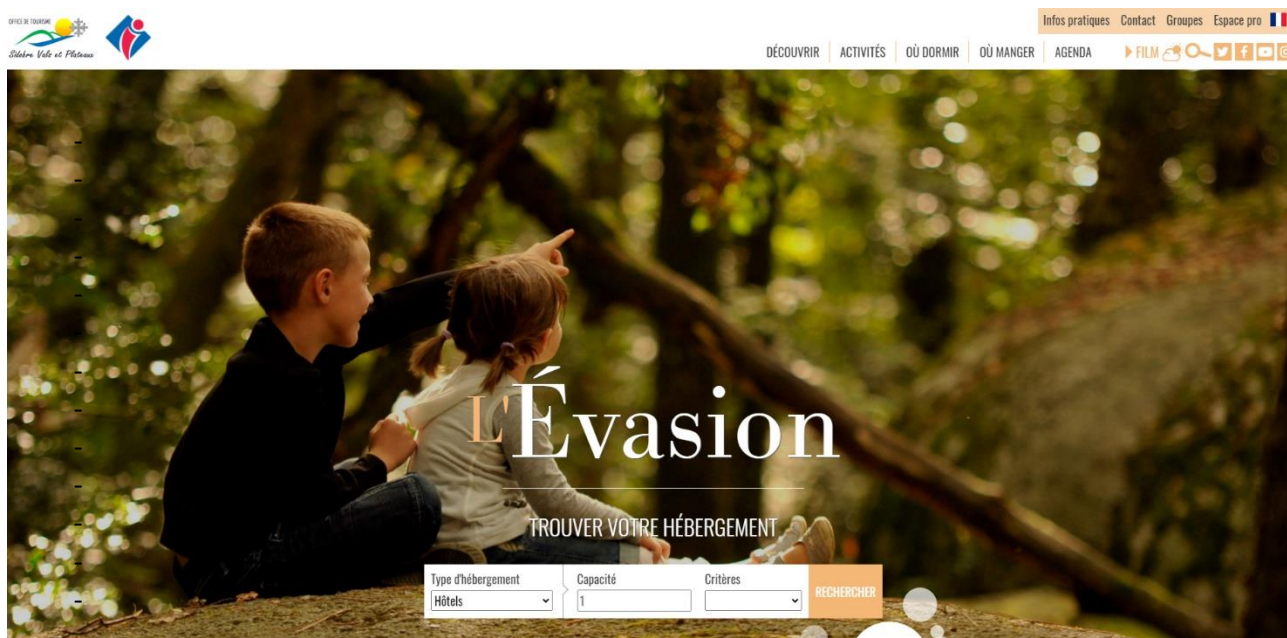 OFFICE DE TOURISME
Sidobre Vals et Plateaux
Infos pratiques Contact Groupes Espace pro
DÉCOUVRIR ACTIVITÉS OÙ DORMIR OÙ MANGER AGENDA FILM
L'Évasion
TROUVER VOTRE HÉBERGEMENT
Type d'hébergement Capacité Critères
Hôtels 1
RECHERCHER